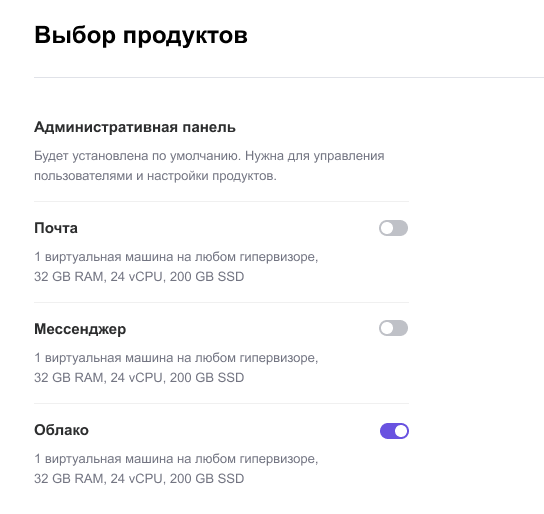 Выбор продуктов
Административная панель
Будет установлена по умолчанию. Нужна для управления
пользователями и настройки продуктов.
Почта
1 виртуальная машина на любом гипервизоре,
32 GB RAM, 24 vCPU, 200 GB SSD
Мессенджер
1 виртуальная машина на любом гипервизоре,
32 GB RAM, 24 vCPU, 200 GB SSD
Облако
1 виртуальная машина на любом гипервизоре,
32 GB RAM, 24 vCPU, 200 GB SSD